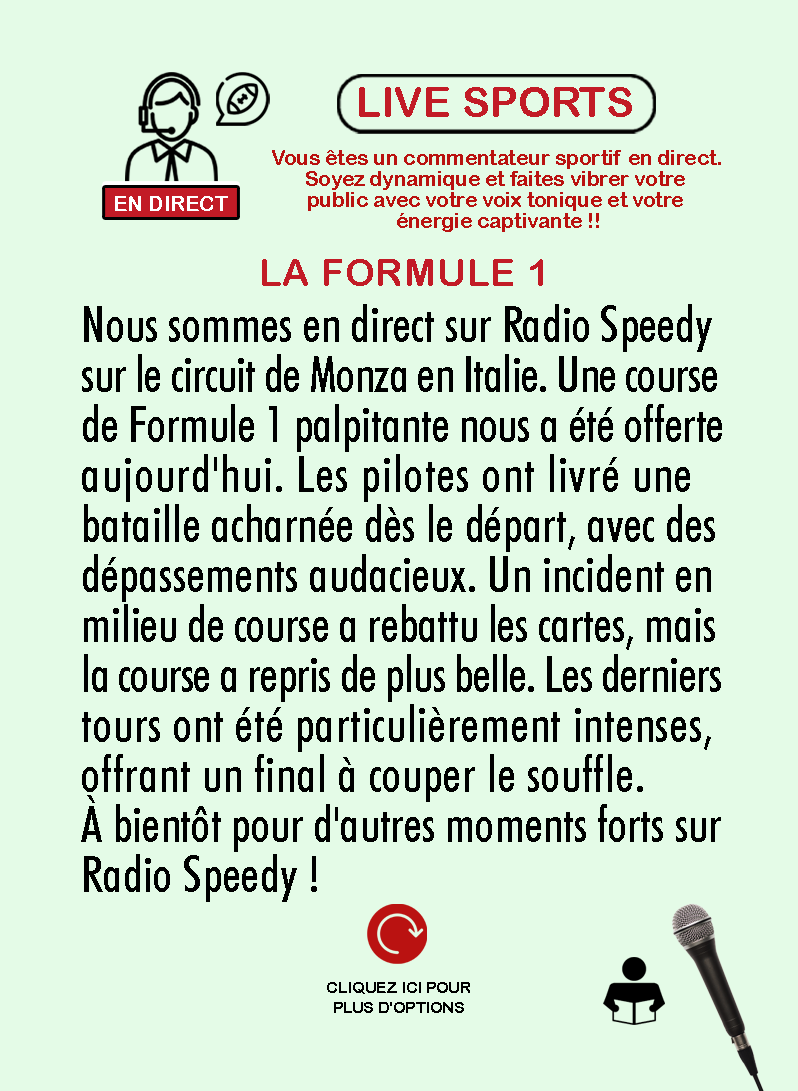 LIVE SPORTS
Vous êtes un commentateur sportif en direct.
Soyez dynamique et faites vibrer votre
public avec votre voix tonique et votre
énergie captivante !!
EN DIRECT
LA FORMULE 1
Nous sommes en direct sur Radio Speedy
sur le circuit de Monza en Italie. Une course
de Formule 1 palpitante nous a été offerte
aujourd'hui. Les pilotes ont livré une
bataille acharnée dès le départ, avec des
dépassements audacieux. Un incident en
milieu de course a rebattu les cartes, mais
la course a repris de plus belle. Les derniers
tours ont été particulièrement intenses,
offrant un final à couper le souffle.
À bientôt pour d'autres moments forts sur
Radio Speedy !
CLIQUEZ ICI POUR
PLUS D'OPTIONS